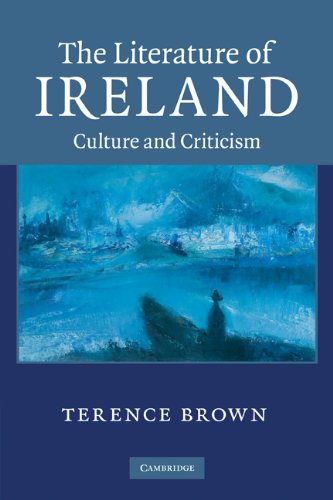 The Literature of
IRELAND
Culture and Criticism
TERENCE BROWN
CAMBRIDGE